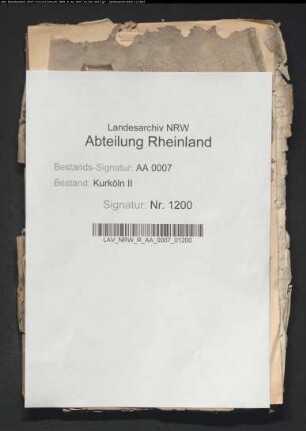 Landesarchiv NRW
Abteilung Rheinland
Bestands-Signatur: AA 0007
Bestand: Kurköln II
Signatur: Nr. 1200
LAV_NRW_R_AA_0007_01200